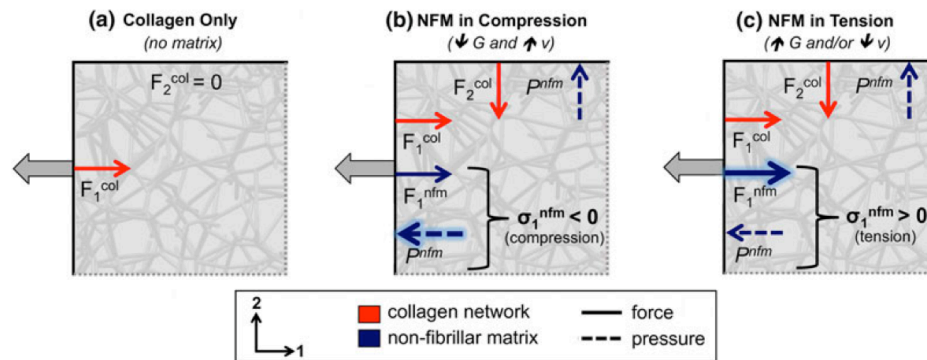 (a) Collagen Only
(no matrix)
F₂ᶜᵒˡ = 0
F₁ᶜᵒˡ
(b) NFM in Compression
(↓ G and ↑ ν)
F₂ᶜᵒˡ
Pⁿᶠᵐ
F₁ᶜᵒˡ
F₁ⁿᶠᵐ
σ₁ⁿᶠᵐ < 0
(compression)
Pⁿᶠᵐ
(c) NFM in Tension
(↑ G and/or ↓ ν)
F₂ᶜᵒˡ
Pⁿᶠᵐ
F₁ᶜᵒˡ
F₁ⁿᶠᵐ
σ₁ⁿᶠᵐ > 0
(tension)
Pⁿᶠᵐ
2
1
collagen network
non-fibrillar matrix
force
pressure